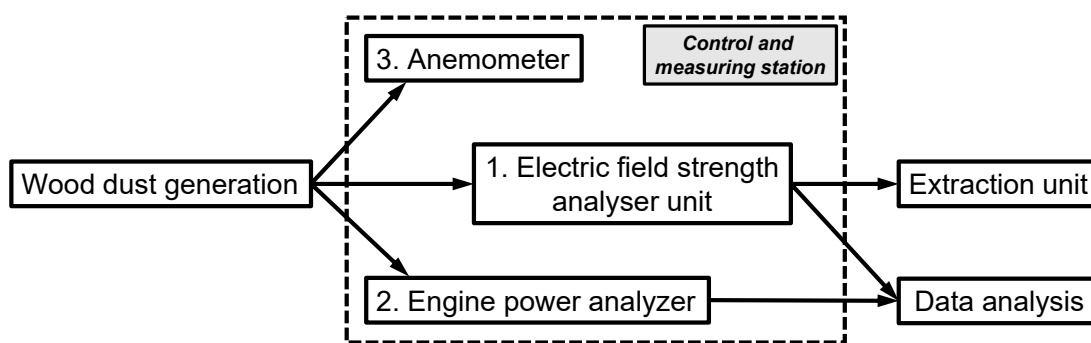 Control and
measuring station
3. Anemometer
Wood dust generation
1. Electric field strength
analyser unit
Extraction unit
2. Engine power analyzer
Data analysis